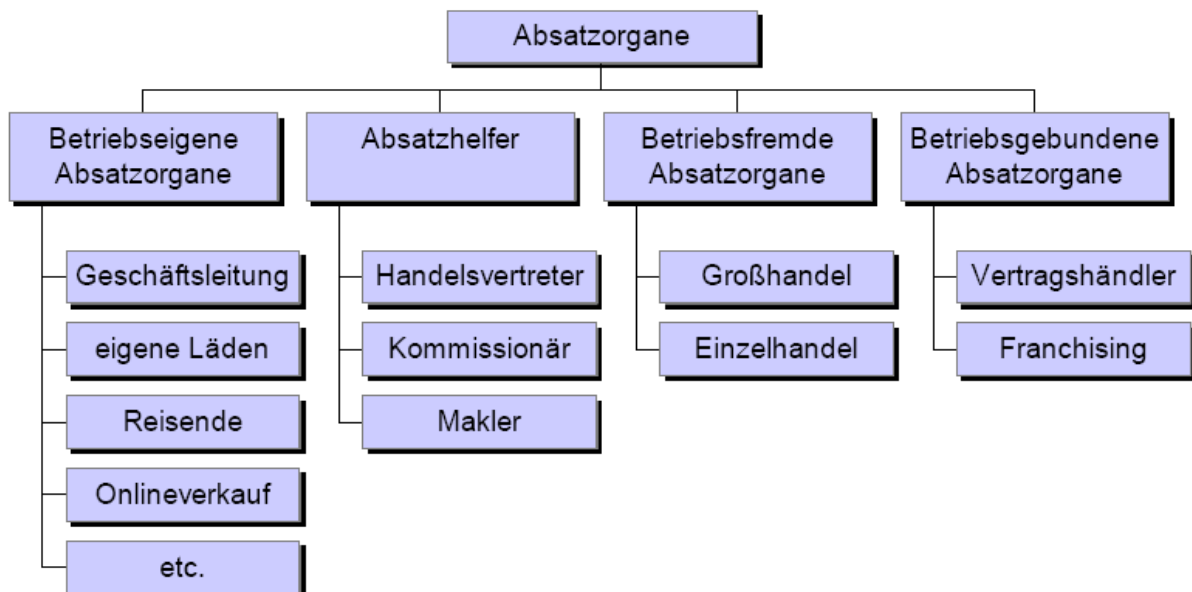 Absatzorgane
Betriebseigene
Absatzorgane
Absatzhelfer
Betriebsfremde
Absatzorgane
Betriebsgebundene
Absatzorgane
Geschäftsleitung
eigene Läden
Reisende
Onlineverkauf
etc.
Handelsvertreter
Kommissionär
Makler
Großhandel
Einzelhandel
Vertragshändler
Franchising